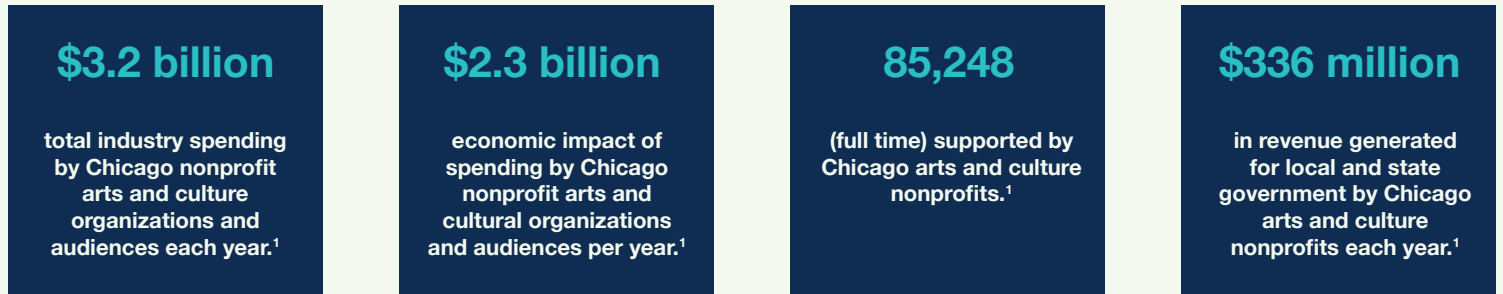 $3.2 billion
total industry spending
by Chicago nonprofit
arts and culture
organizations and
audiences each year.¹
$2.3 billion
economic impact of
spending by Chicago
nonprofit arts and
cultural organizations
and audiences per year.¹
85,248
(full time) supported by
Chicago arts and culture
nonprofits.¹
$336 million
in revenue generated
for local and state
government by Chicago
arts and culture
nonprofits each year.¹